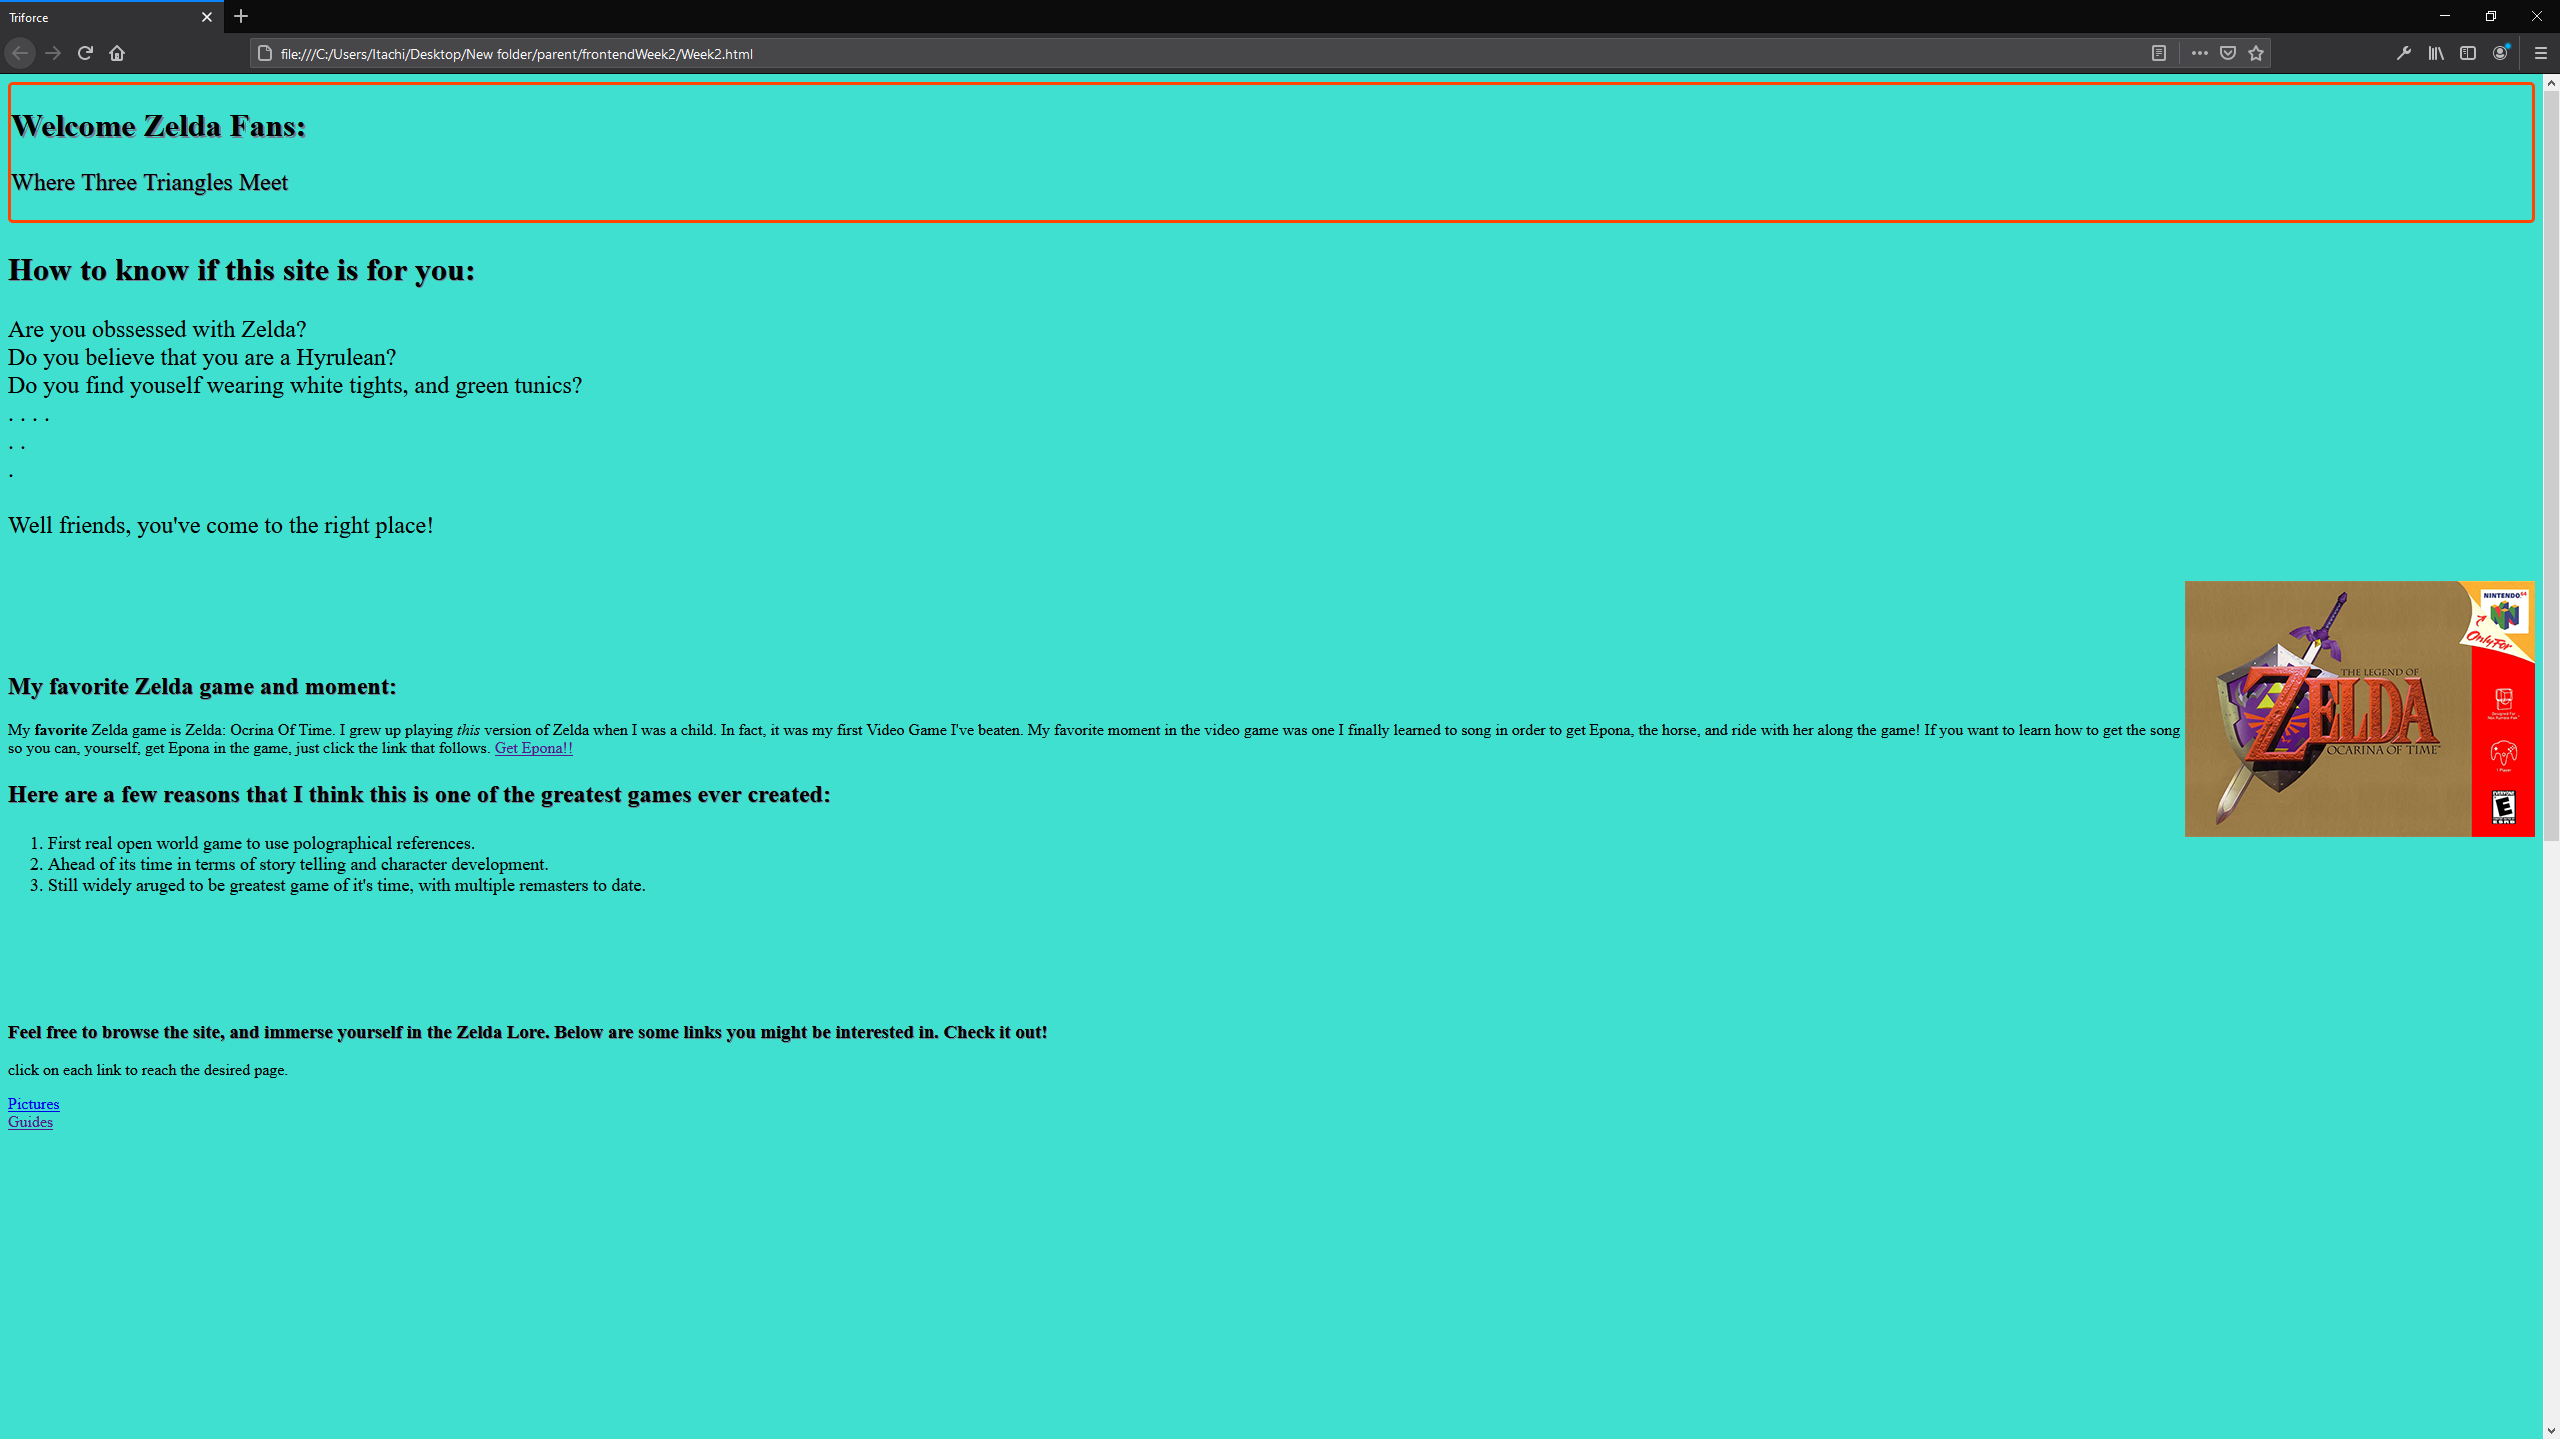 Triforce
file:///C:/Users/Itachi/Desktop/New folder/parent/frontendWeek2/Week2.html
Welcome Zelda Fans:
Where Three Triangles Meet
How to know if this site is for you:
Are you obssessed with Zelda?
Do you believe that you are a Hyrulean?
Do you find youself wearing white tights, and green tunics?
. . . .
. .
.
Well friends, you've come to the right place!
NINTENDO 64
Only For
THE LEGEND OF
ZELDA
OCARINA OF TIME
1 Player
EVERYONE
E
My favorite Zelda game and moment:
My favorite Zelda game is Zelda: Ocrina Of Time. I grew up playing this version of Zelda when I was a child. In fact, it was my first Video Game I've beaten. My favorite moment in the video game was one I finally learned to song in order to get Epona, the horse, and ride with her along the game! If you want to learn how to get the song
so you can, yourself, get Epona in the game, just click the link that follows. Get Epona!!
Here are a few reasons that I think this is one of the greatest games ever created:
1. First real open world game to use polographical references.
2. Ahead of its time in terms of story telling and character development.
3. Still widely aruged to be greatest game of it's time, with multiple remasters to date.
Feel free to browse the site, and immerse yourself in the Zelda Lore. Below are some links you might be interested in. Check it out!
click on each link to reach the desired page.
Pictures
Guides